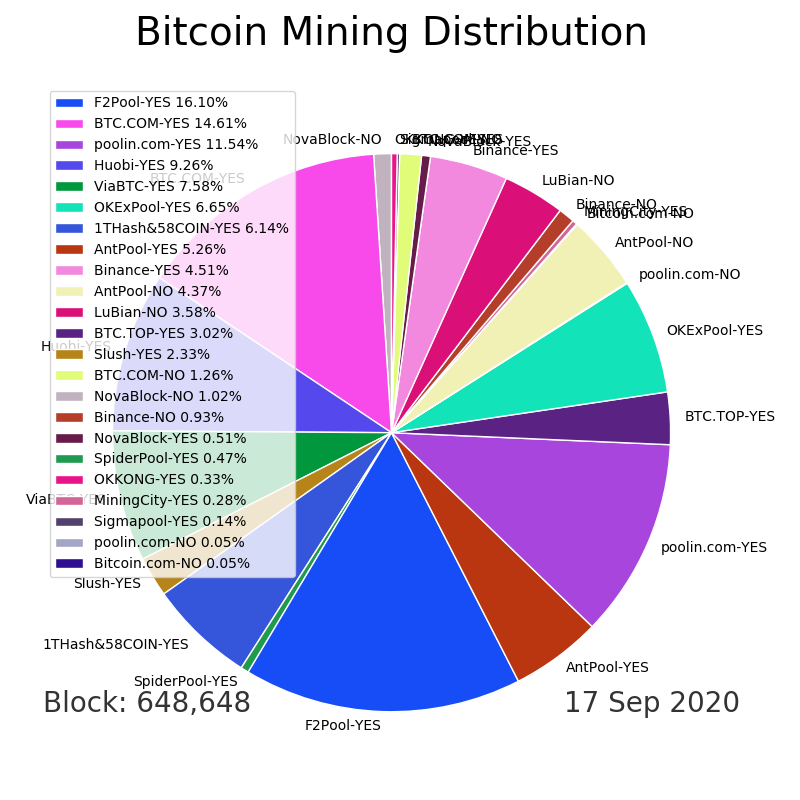 Bitcoin Mining Distribution
F2Pool-YES 16.10%
BTC.COM-YES 14.61%
poolin.com-YES 11.54%
Huobi-YES 9.26%
ViaBTC-YES 7.58%
OKExPool-YES 6.65%
1THash&58COIN-YES 6.14%
AntPool-YES 5.26%
Binance-YES 4.51%
AntPool-NO 4.37%
LuBian-NO 3.58%
BTC.TOP-YES 3.02%
Slush-YES 2.33%
BTC.COM-NO 1.26%
NovaBlock-NO 1.02%
Binance-NO 0.93%
NovaBlock-YES 0.51%
SpiderPool-YES 0.47%
OKKONG-YES 0.33%
MiningCity-YES 0.28%
Sigmapool-YES 0.14%
poolin.com-NO 0.05%
Bitcoin.com-NO 0.05%
NovaBlock-NO
NovaBlock-YES
Binance-YES
LuBian-NO
Binance-NO
MiningCity-YES
Bitcoin.com-NO
AntPool-NO
poolin.com-NO
OKExPool-YES
BTC.TOP-YES
poolin.com-YES
AntPool-YES
F2Pool-YES
SpiderPool-YES
1THash&58COIN-YES
Slush-YES
ViaBTC-YES
Huobi-YES
BTC.COM-YES
Block: 648,648
17 Sep 2020